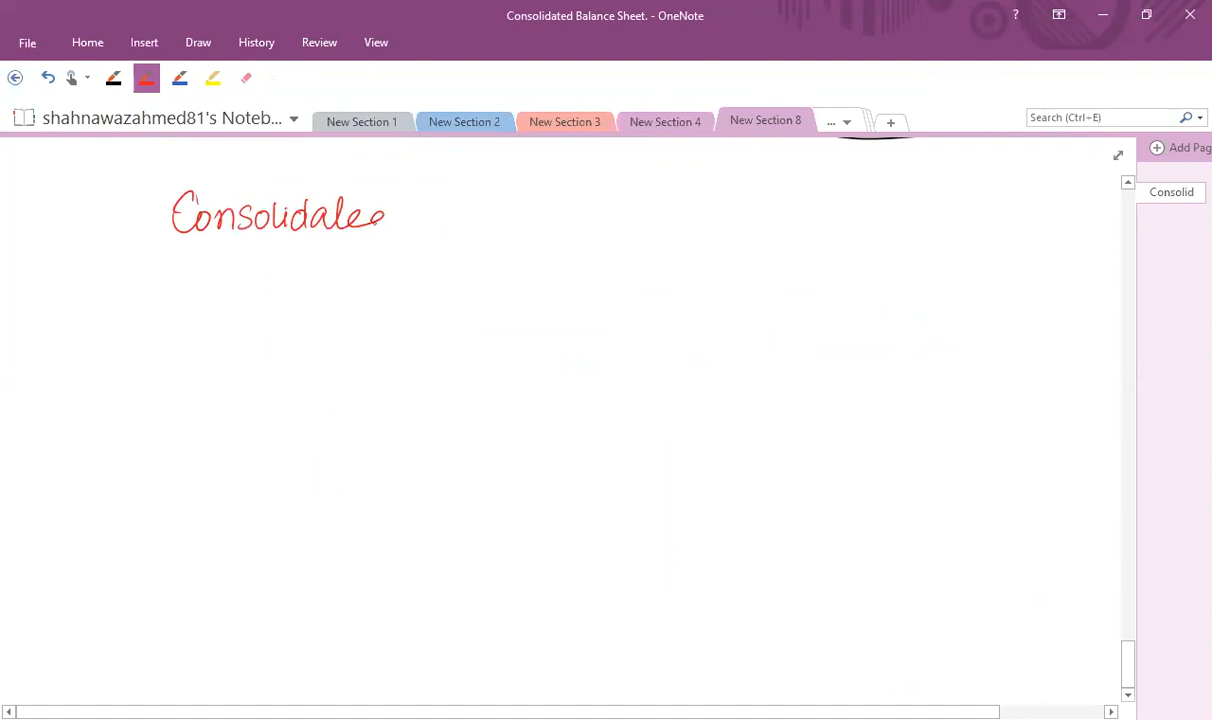 Consolidated Balance Sheet. - OneNote
?
File
Home
Insert
Draw
History
Review
View
shahnawazahmed81's Noteb...
New Section 1
New Section 2
New Section 3
New Section 4
New Section 8
...
+
Search (Ctrl+E)
Add Pag
Consolid
Consolidate